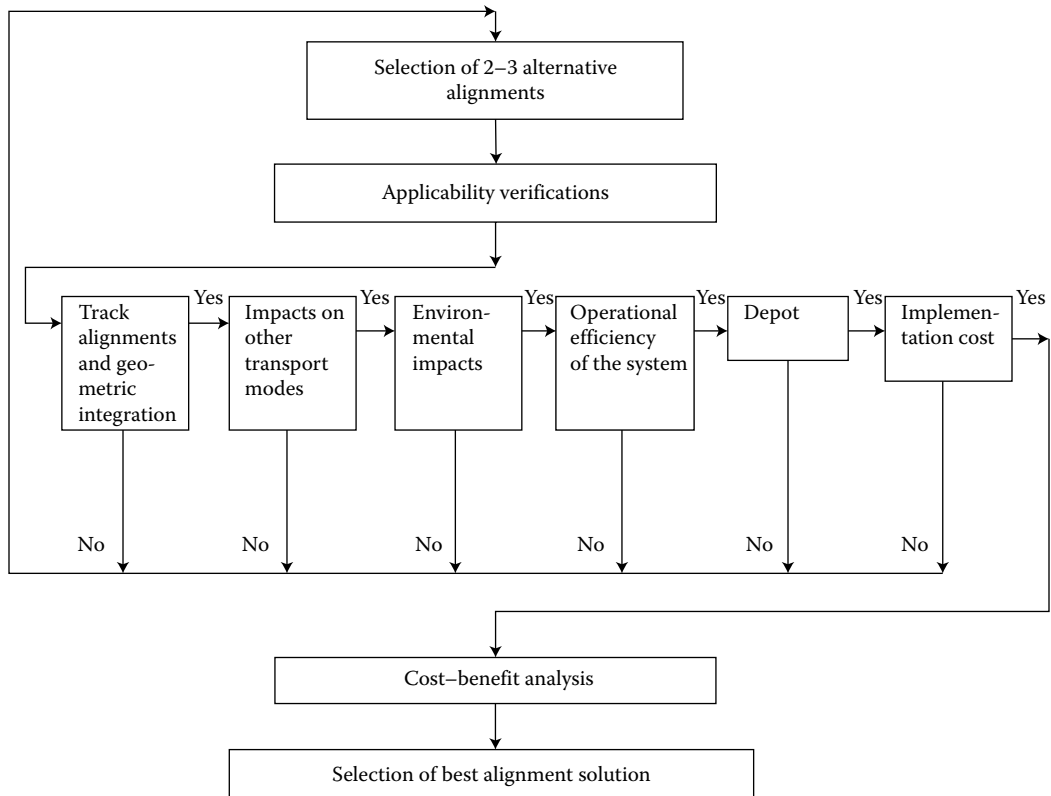 Selection of 2–3 alternative
alignments
Applicability verifications
Track
alignments
and geo-
metric
integration
Yes
Impacts on
other
transport
modes
Yes
Environ-
mental
impacts
Yes
Operational
efficiency
of the system
Yes
Depot
Yes
Implemen-
tation cost
Yes
No
No
No
No
No
No
Cost–benefit analysis
Selection of best alignment solution